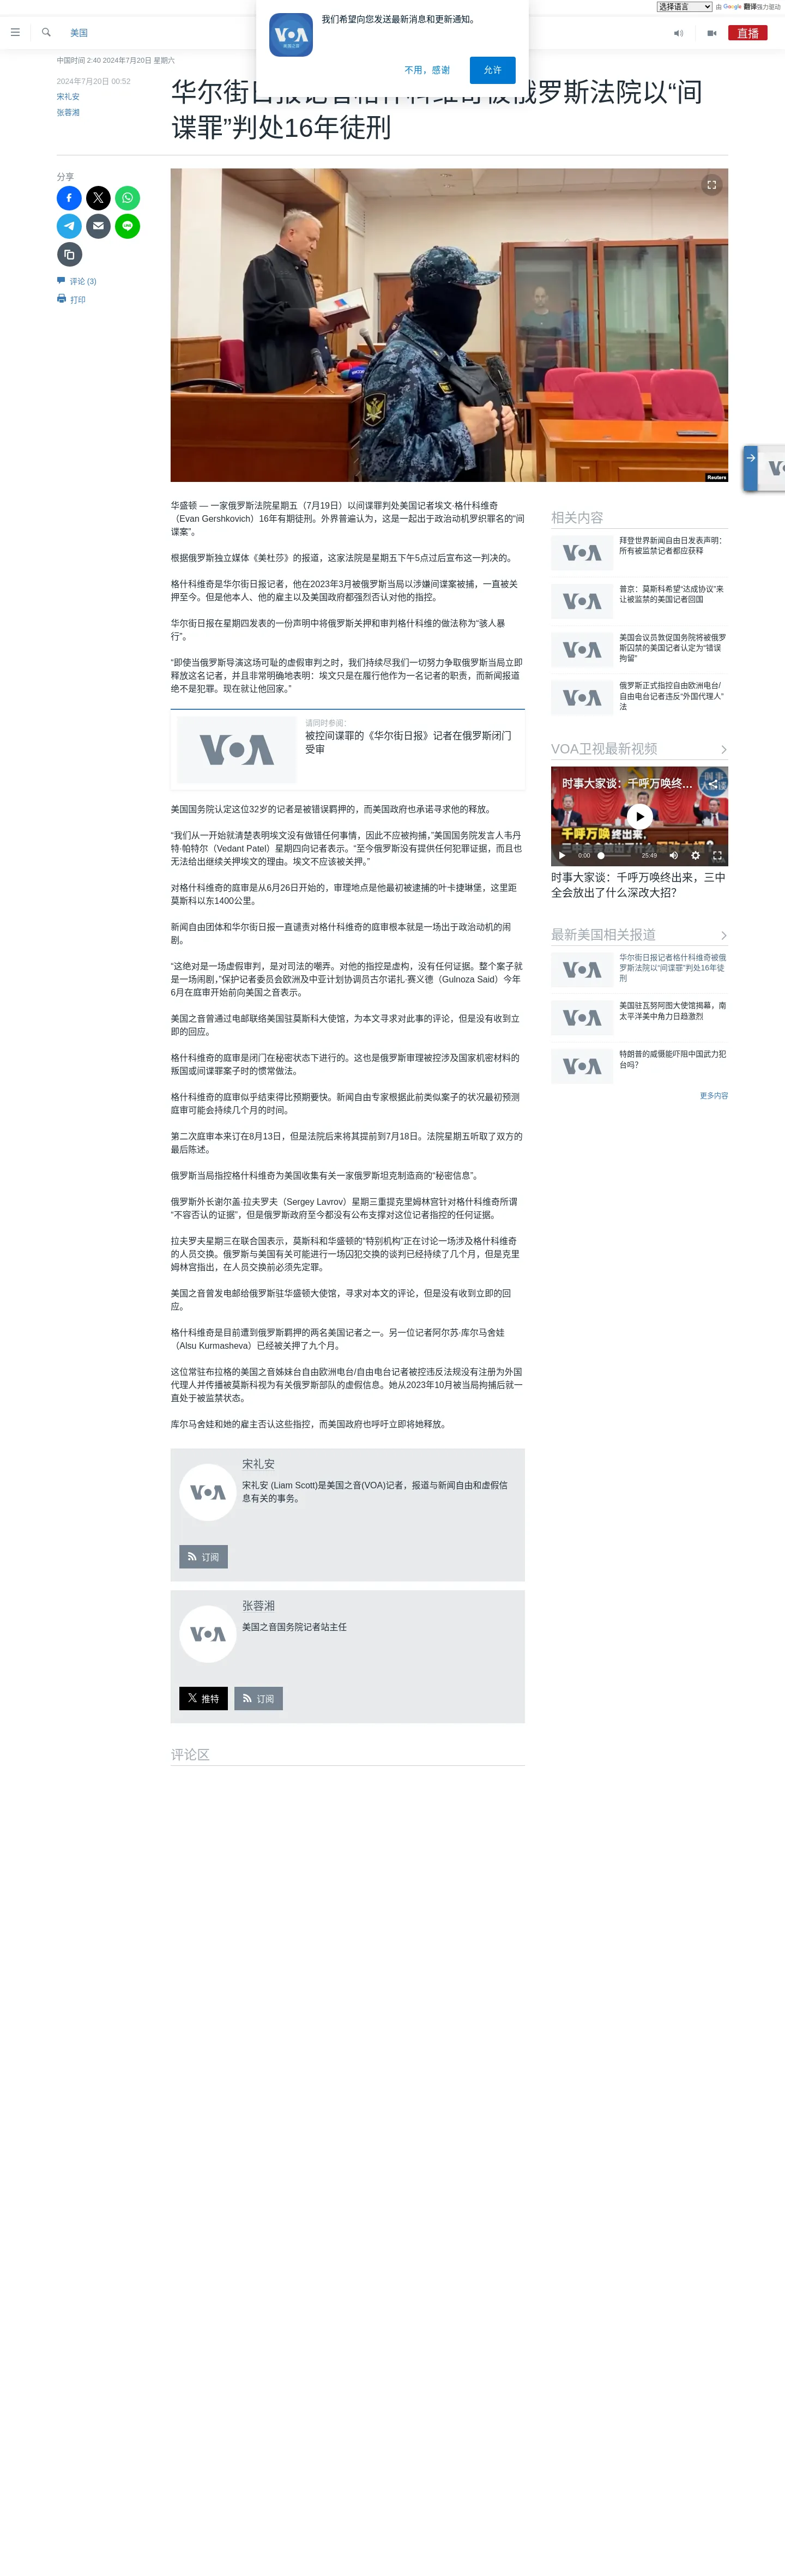 选择语言
由 Google 翻译强力驱动
我们希望向您发送最新消息和更新通知。
VOA
美国之音
不用，感谢
允许
美国
直播
中国时间 2:40 2024年7月20日 星期六
2024年7月20日 00:52
宋礼安
张蓉湘
华尔街日报记者格什科维奇被俄罗斯法院以“间
谍罪”判处16年徒刑
分享
评论 (3)
打印
Reuters
华盛顿 — 一家俄罗斯法院星期五（7月19日）以间谍罪判处美国记者埃文·格什科维奇
（Evan Gershkovich）16年有期徒刑。外界普遍认为，这是一起出于政治动机罗织罪名的“间
谍案”。
根据俄罗斯独立媒体《美杜莎》的报道，这家法院是星期五下午5点过后宣布这一判决的。
格什科维奇是华尔街日报记者，他在2023年3月被俄罗斯当局以涉嫌间谍案被捕，一直被关
押至今。但是他本人、他的雇主以及美国政府都强烈否认对他的指控。
华尔街日报在星期四发表的一份声明中将俄罗斯关押和审判格什科维的做法称为“骇人暴
行”。
“即使当俄罗斯导演这场可耻的虚假审判之时，我们持续尽我们一切努力争取俄罗斯当局立即
释放这名记者，并且非常明确地表明：埃文只是在履行他作为一名记者的职责，而新闻报道
绝不是犯罪。现在就让他回家。”
VOA
请同时参阅：
被控间谍罪的《华尔街日报》记者在俄罗斯闭门
受审
美国国务院认定这位32岁的记者是被错误羁押的，而美国政府也承诺寻求他的释放。
“我们从一开始就清楚表明埃文没有做错任何事情，因此不应被拘捕，”美国国务院发言人韦丹
特·帕特尔（Vedant Patel）星期四向记者表示。“至今俄罗斯没有提供任何犯罪证据，而且也
无法给出继续关押埃文的理由。埃文不应该被关押。”
对格什科维奇的庭审是从6月26日开始的，审理地点是他最初被逮捕的叶卡捷琳堡，这里距
莫斯科以东1400公里。
新闻自由团体和华尔街日报一直谴责对格什科维奇的庭审根本就是一场出于政治动机的闹
剧。
“这绝对是一场虚假审判，是对司法的嘲弄。对他的指控是虚构，没有任何证据。整个案子就
是一场闹剧，”保护记者委员会欧洲及中亚计划协调员古尔诺扎·赛义德（Gulnoza Said）今年
6月在庭审开始前向美国之音表示。
美国之音曾通过电邮联络美国驻莫斯科大使馆，为本文寻求对此事的评论，但是没有收到立
即的回应。
格什科维奇的庭审是闭门在秘密状态下进行的。这也是俄罗斯审理被控涉及国家机密材料的
叛国或间谍罪案子时的惯常做法。
格什科维奇的庭审似乎结束得比预期要快。新闻自由专家根据此前类似案子的状况最初预测
庭审可能会持续几个月的时间。
第二次庭审本来订在8月13日，但是法院后来将其提前到7月18日。法院星期五听取了双方的
最后陈述。
俄罗斯当局指控格什科维奇为美国收集有关一家俄罗斯坦克制造商的“秘密信息”。
俄罗斯外长谢尔盖·拉夫罗夫（Sergey Lavrov）星期三重提克里姆林宫针对格什科维奇所谓
“不容否认的证据”，但是俄罗斯政府至今都没有公布支撑对这位记者指控的任何证据。
拉夫罗夫星期三在联合国表示，莫斯科和华盛顿的“特别机构”正在讨论一场涉及格什科维奇
的人员交换。俄罗斯与美国有关可能进行一场囚犯交换的谈判已经持续了几个月，但是克里
姆林宫指出，在人员交换前必须先定罪。
美国之音曾发电邮给俄罗斯驻华盛顿大使馆，寻求对本文的评论，但是没有收到立即的回
应。
格什科维奇是目前遭到俄罗斯羁押的两名美国记者之一。另一位记者阿尔苏·库尔马舍娃
（Alsu Kurmasheva）已经被关押了九个月。
这位常驻布拉格的美国之音姊妹台自由欧洲电台/自由电台记者被控违反法规没有注册为外国
代理人并传播被莫斯科视为有关俄罗斯部队的虚假信息。她从2023年10月被当局拘捕后就一
直处于被监禁状态。
库尔马舍娃和她的雇主否认这些指控，而美国政府也呼吁立即将她释放。
VOA
宋礼安
宋礼安 (Liam Scott)是美国之音(VOA)记者，报道与新闻自由和虚假信
息有关的事务。
订阅
VOA
张蓉湘
美国之音国务院记者站主任
推特
订阅
评论区
相关内容
VOA
拜登世界新闻自由日发表声明：
所有被监禁记者都应获释
VOA
普京：莫斯科希望“达成协议”来
让被监禁的美国记者回国
VOA
美国会议员敦促国务院将被俄罗
斯囚禁的美国记者认定为“错误
拘留”
VOA
俄罗斯正式指控自由欧洲电台/
自由电台记者违反“外国代理人”
法
VOA卫视最新视频
时事大家谈：千呼万唤终...
千呼万唤终出来，
0:00
25:49
时事大家谈：千呼万唤终出来，三中
全会放出了什么深改大招？
最新美国相关报道
VOA
华尔街日报记者格什科维奇被俄
罗斯法院以“间谍罪”判处16年徒
刑
VOA
美国驻瓦努阿图大使馆揭幕，南
太平洋美中角力日趋激烈
VOA
特朗普的威慑能吓阻中国武力犯
台吗？
更多内容